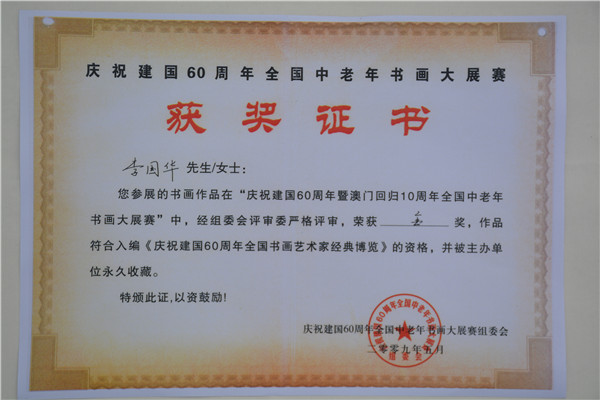 庆祝建国60周年全国中老年书画大展赛
获奖证书
李国华 先生/女士：
您参展的书画作品在“庆祝建国60周年暨澳门回归10周年全国中老年
书画大展赛”中，经组委会评审委严格评审，荣获 金 奖，作品
符合入编《庆祝建国60周年全国书画艺术家经典博览》的资格，并被主办单
位永久收藏。
特颁此证，以资鼓励！
庆祝建国60周年全国中老年书画大展赛组委会
二零零九年五月